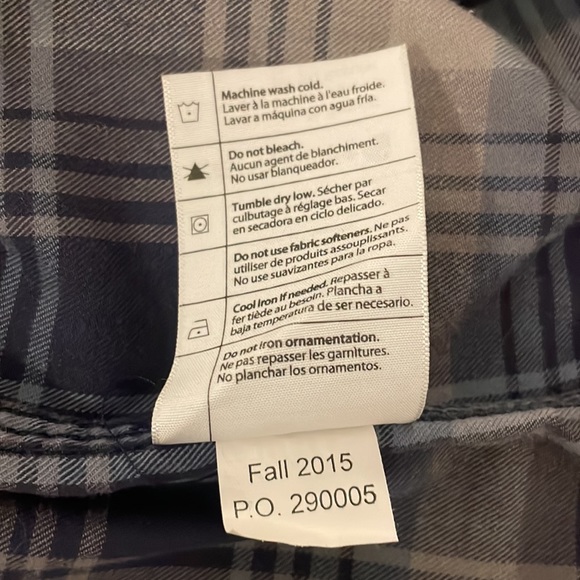 Machine wash cold.
Laver à la machine à l'eau froide.
Lavar a máquina con agua fría.
Do not bleach.
Aucun agent de blanchiment.
No usar blanqueador.
Tumble dry low. Sécher par
culbutage à réglage bas. Secar
en secadora en ciclo delicado.
Do not use fabric softeners. Ne pas
utiliser de produits assouplissants.
No use suavizantes para la ropa.
Cool Iron If needed. Repasser à
fer tiède au besoin. Plancha a
baja temperatura de ser necesario.
Do not iron ornamentation.
Ne pas repasser les garnitures.
No planchar los ornamentos.
Fall 2015
P.O. 290005